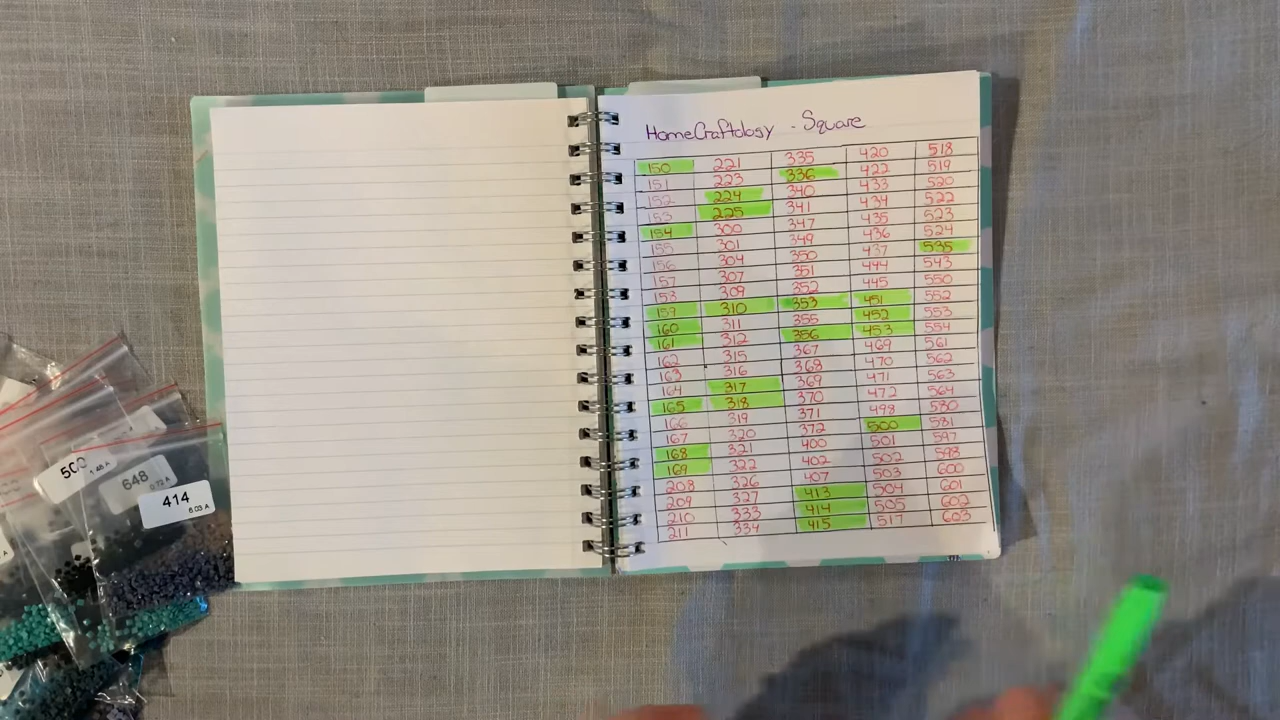 HomeCraftology - Square
150 221 335 420 518
151 223 336 422 519
152 224 340 433 520
153 225 341 434 522
154 300 347 435 523
155 301 349 436 524
156 304 350 437 535
157 307 351 444 543
158 309 352 445 550
159 310 353 451 552
160 311 355 452 553
161 312 356 453 554
162 315 367 469 561
163 316 368 470 562
164 317 369 471 563
165 318 370 472 564
166 319 371 498 580
167 320 372 500 581
168 321 400 501 597
169 322 402 502 598
208 326 407 503 600
209 327 413 504 601
210 333 414 505 602
211 334 415 517 603
500
1.48 A
648
0.72 A
414
6.03 A